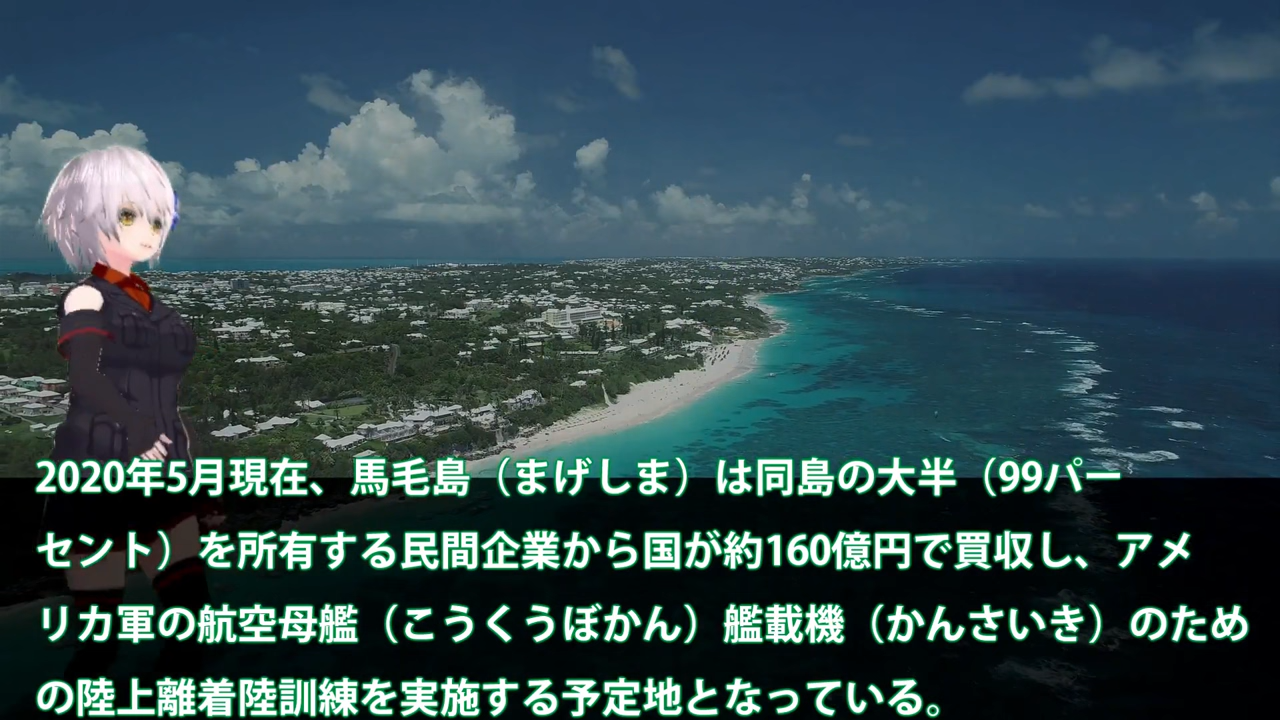 2020年5月現在、馬毛島（まげしま）は同島の大半（99パー
セント）を所有する民間企業から国が約160億円で買収し、アメ
リカ軍の航空母艦（こうくうぼかん）艦載機（かんさいき）のため
の陸上離着陸訓練を実施する予定地となっている。